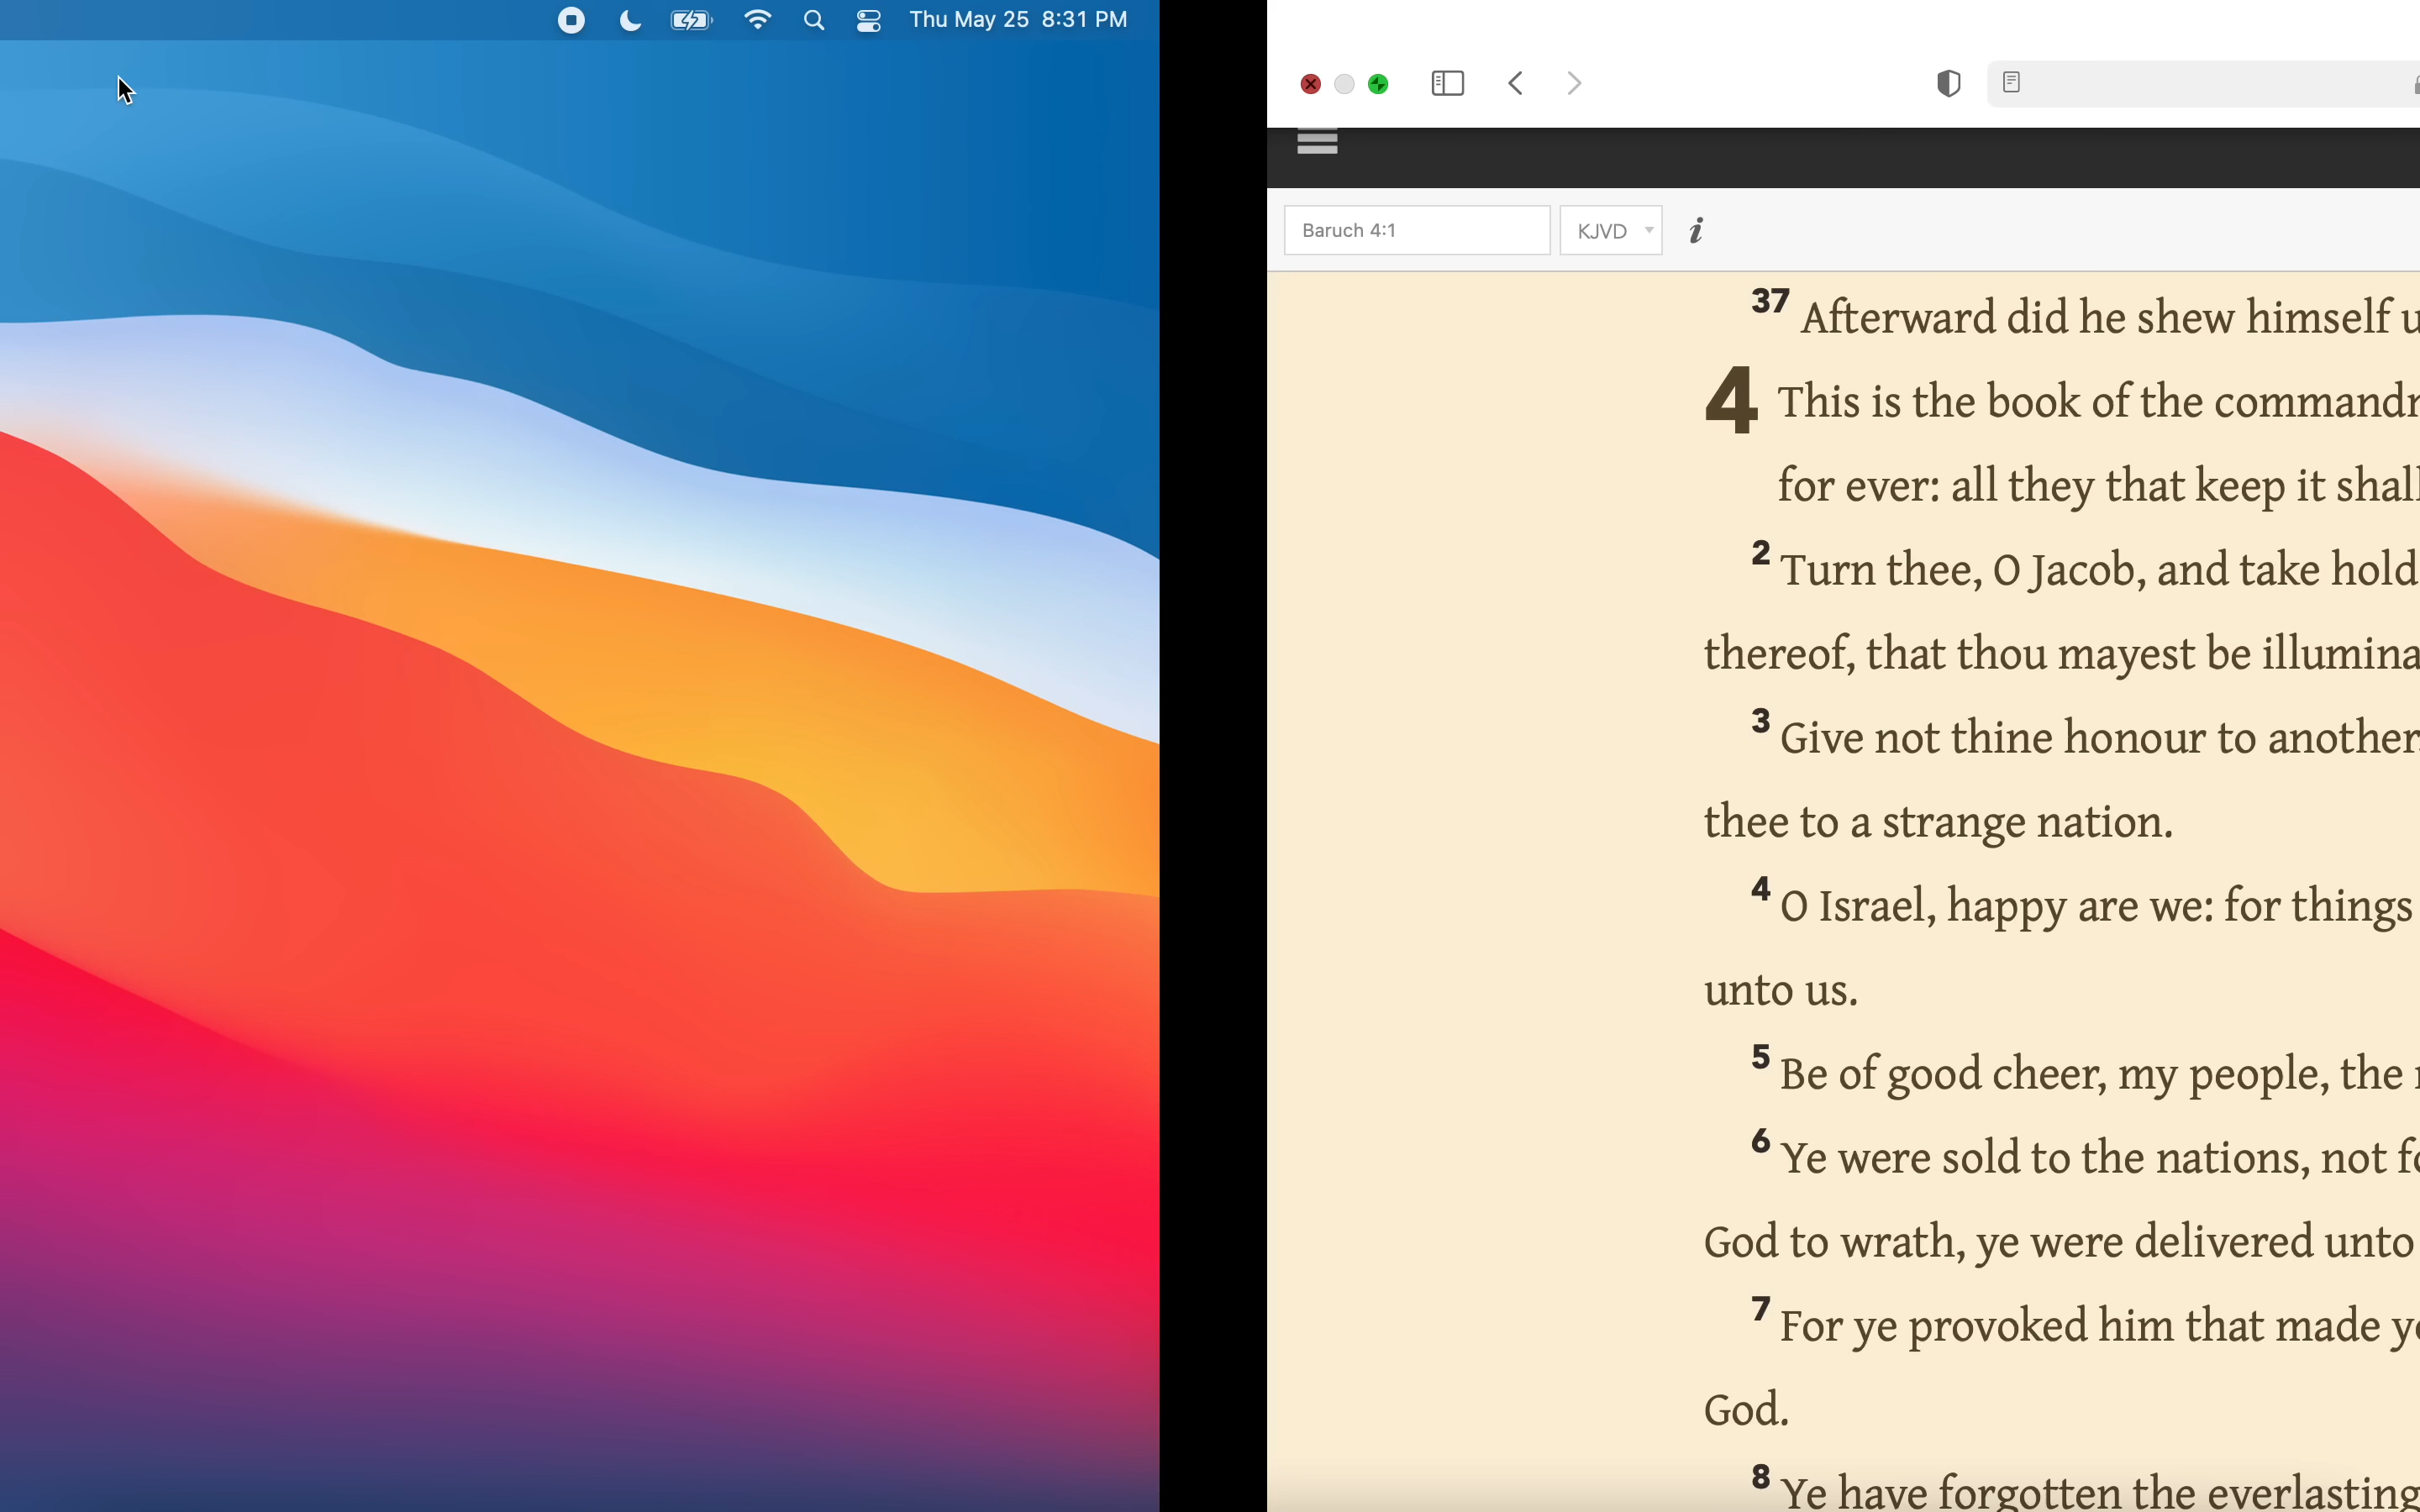 Thu May 25 8:31 PM
Baruch 4:1
KJVD
i
37 Afterward did he shew himself
4 This is the book of the
for ever: all they that keep it
2 Turn thee, O Jacob, and take hold
thereof, that thou mayest be
3 Give not thine honour to another
thee to a strange nation.
4 O Israel, happy are we: for things
unto us.
5 Be of good cheer, my people, the
6 Ye were sold to the nations, not
God to wrath, ye were delivered unto
7 For ye provoked him that made
God.
8 Ye have forgotten the everlasting